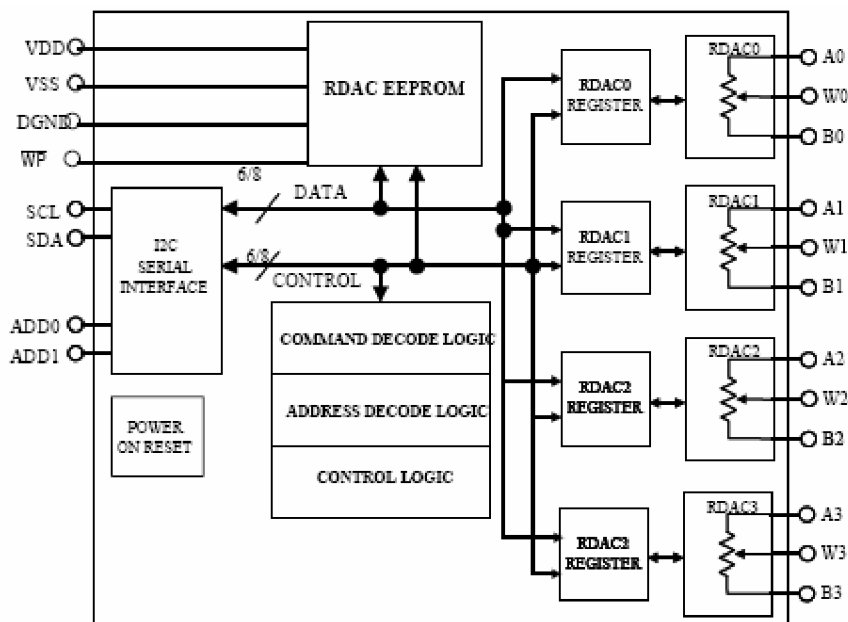 VDD
VSS
DGND
WP
SCL
SDA
ADD0
ADD1
RDAC EEPROM
6/8
DATA
6/8
CONTROL
I2C
SERIAL
INTERFACE
COMMAND DECODE LOGIC
ADDRESS DECODE LOGIC
CONTROL LOGIC
POWER
ON RESET
RDAC0
REGISTER
RDAC0
A0
W0
B0
RDAC1
REGISTER
RDAC1
A1
W1
B1
RDAC2
REGISTER
RDAC2
A2
W2
B2
RDAC2
REGISTER
RDAC3
A3
W3
B3